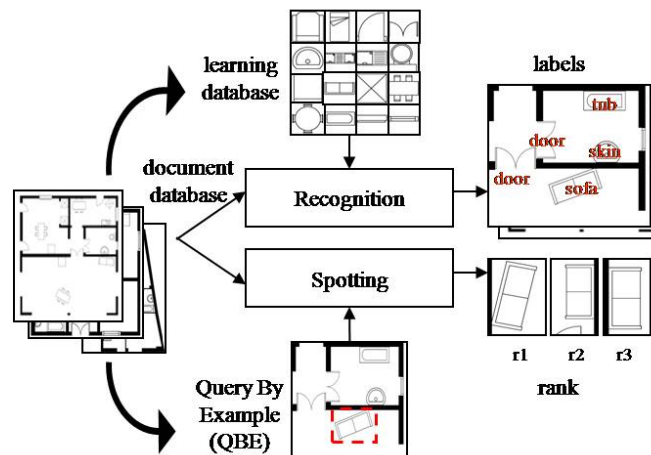 learning
database
labels
tub
door
skin
document
database
Recognition
door
sofa
Spotting
r1 r2 r3
Query By
Example
(QBE)
rank